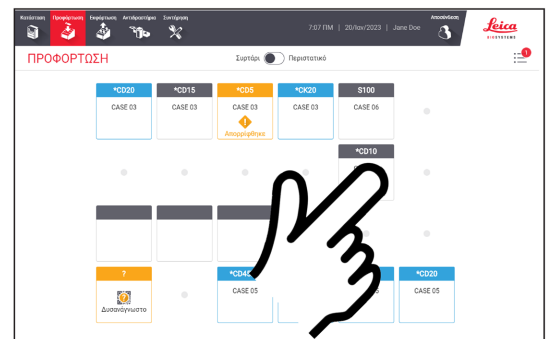 Κατάσταση Προφόρτωση Εκφόρτωση Αντιδραστήρια Συντήρηση
7:07 ΠΜ | 20/Ιαν/2023 | Jane Doe
Αποσύνδεση
Leica
BIOSYSTEMS
ΠΡΟΦΟΡΤΩΣΗ
Συρτάρι Περιστατικό
0
*CD20 *CD15 *CD5 *CK20 S100
CASE 03 CASE 03 CASE 03 CASE 03 CASE 06
Απορρίφθηκε
*CD10
? *CD20
CASE 05 CASE 05
Δυσανάγνωστο